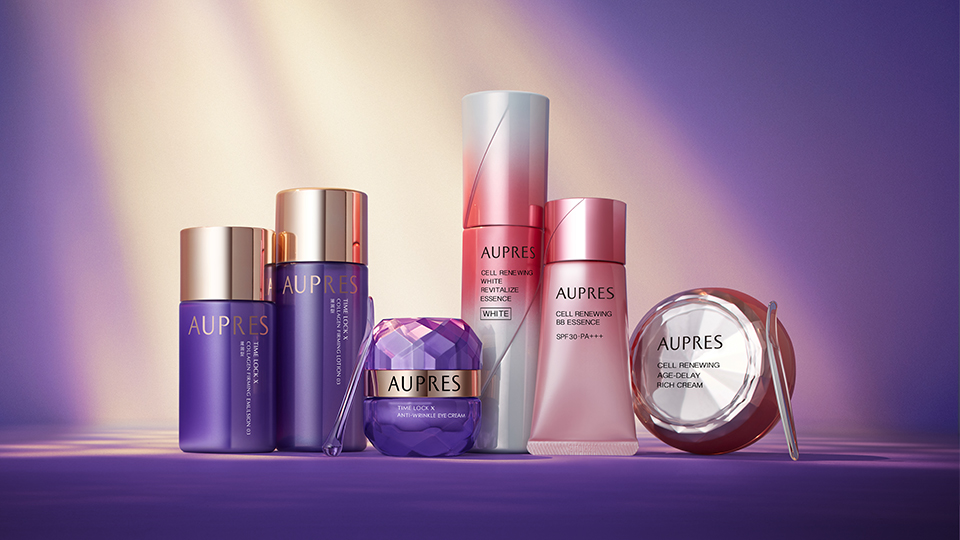 AUPRES
TIME LOCK X
COLLAGEN FIRMING EMULSION 03
AUPRES
TIME LOCK X
COLLAGEN FIRMING LOTION 03
AUPRES
TIME LOCK X
ANTI-WRINKLE EYE CREAM
AUPRES
CELL RENEWING
WHITE
REVITALIZE
ESSENCE
WHITE
AUPRES
CELL RENEWING
BB ESSENCE
SPF30·PA+++
AUPRES
CELL RENEWING
AGE-DELAY
RICH CREAM